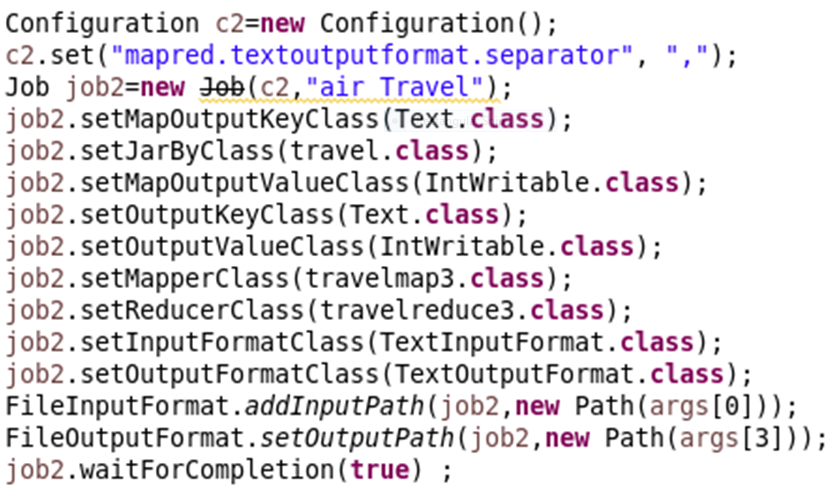 Configuration c2=new Configuration();
c2.set("mapred.textoutputformat.separator", ",");
Job job2=new Job(c2,"air Travel");
job2.setMapOutputKeyClass(Text.class);
job2.setJarByClass(travel.class);
job2.setMapOutputValueClass(IntWritable.class);
job2.setOutputKeyClass(Text.class);
job2.setOutputValueClass(IntWritable.class);
job2.setMapperClass(travelmap3.class);
job2.setReducerClass(travelreduce3.class);
job2.setInputFormatClass(TextInputFormat.class);
job2.setOutputFormatClass(TextOutputFormat.class);
FileInputFormat.addInputPath(job2,new Path(args[0]));
FileOutputFormat.setOutputPath(job2,new Path(args[3]));
job2.waitForCompletion(true) ;